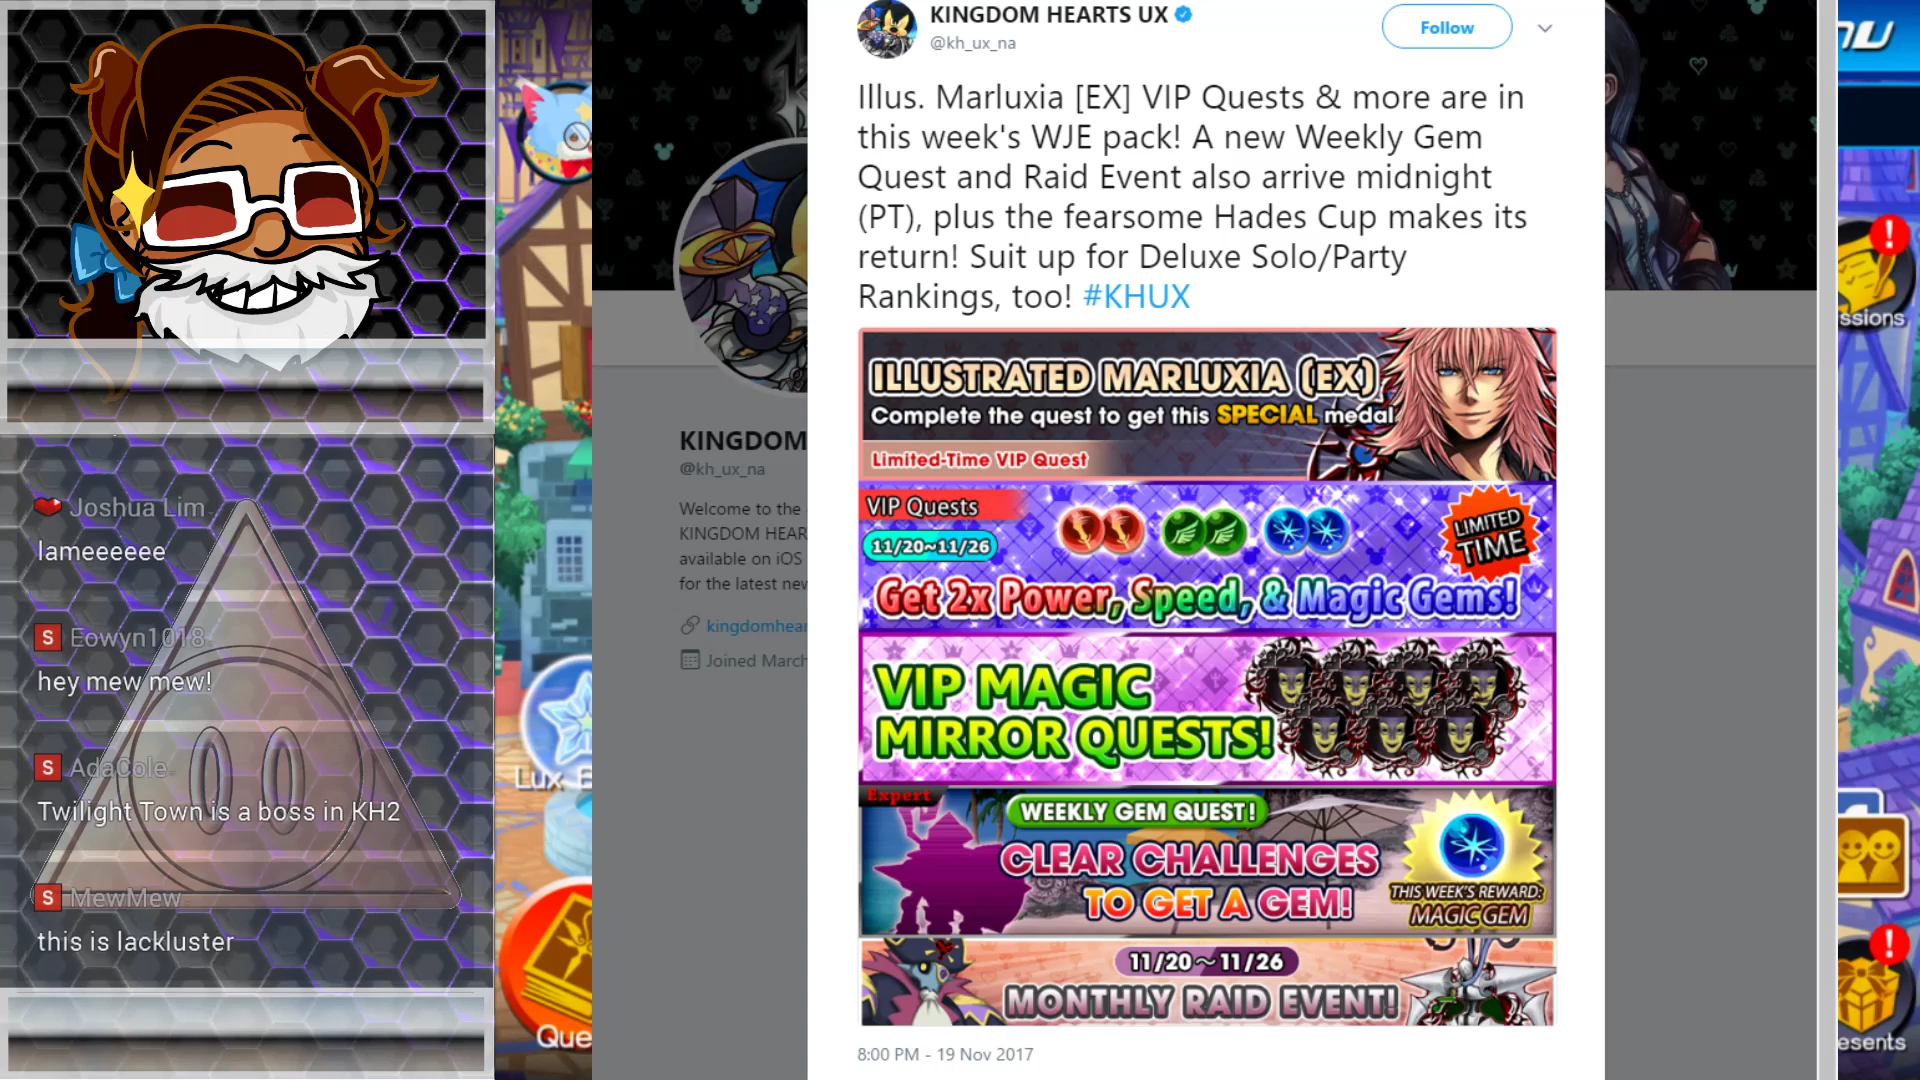 Joshua Lim
lameeeeee
S Eowyn1018
hey mew mew!
S AdaCole
Twilight Town is a boss in KH2
S MewMew
this is lackluster
Lux
Que
KINGDOM
@kh_ux_na
Welcome to the
KINGDOM HEAR
available on iOS
for the latest new
kingdomhear
Joined March
KINGDOM HEARTS UX
@kh_ux_na
Follow
Illus. Marluxia [EX] VIP Quests & more are in
this week's WJE pack! A new Weekly Gem
Quest and Raid Event also arrive midnight
(PT), plus the fearsome Hades Cup makes its
return! Suit up for Deluxe Solo/Party
Rankings, too! #KHUX
ILLUSTRATED MARLUXIA (EX)
Complete the quest to get this SPECIAL medal
Limited-Time VIP Quest
VIP Quests
11/20~11/26
LIMITED
TIME
Get 2x Power, Speed, & Magic Gems!
VIP MAGIC
MIRROR QUESTS!
Expert
WEEKLY GEM QUEST!
CLEAR CHALLENGES
TO GET A GEM!
THIS WEEK'S REWARD:
MAGIC GEM
11/20~11/26
MONTHLY RAID EVENT!
8:00 PM - 19 Nov 2017
!
ssions
!
esents